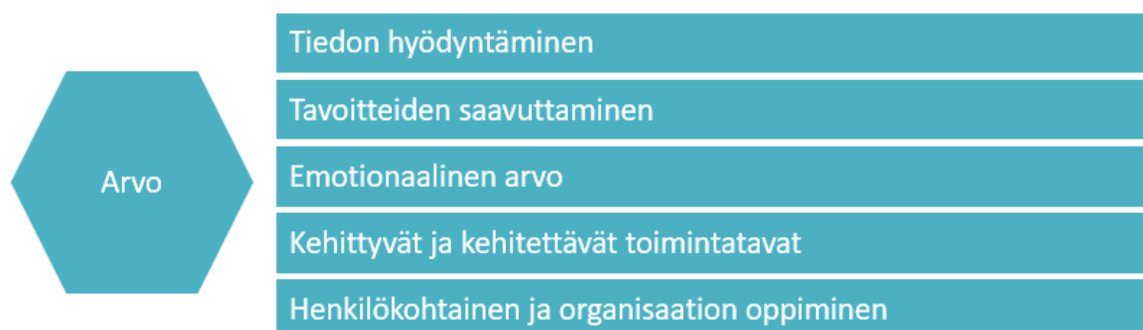 Arvo
Tiedon hyödyntäminen
Tavoitteiden saavuttaminen
Emotionaalinen arvo
Kehittyvät ja kehitettävät toimintatavat
Henkilökohtainen ja organisaation oppiminen